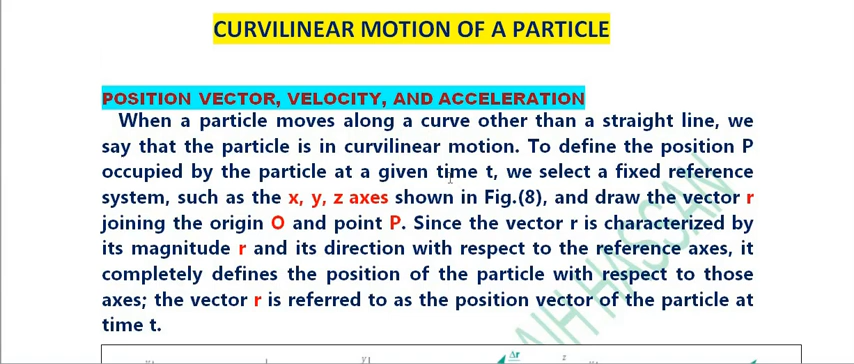 CURVILINEAR MOTION OF A PARTICLE
POSITION VECTOR, VELOCITY, AND ACCELERATION
When a particle moves along a curve other than a straight line, we
say that the particle is in curvilinear motion. To define the position P
occupied by the particle at a given time t, we select a fixed reference
system, such as the x, y, z axes shown in Fig.(8), and draw the vector r
joining the origin O and point P. Since the vector r is characterized by
its magnitude r and its direction with respect to the reference axes, it
completely defines the position of the particle with respect to those
axes; the vector r is referred to as the position vector of the particle at
time t.
Δr
y
z
HASSAN